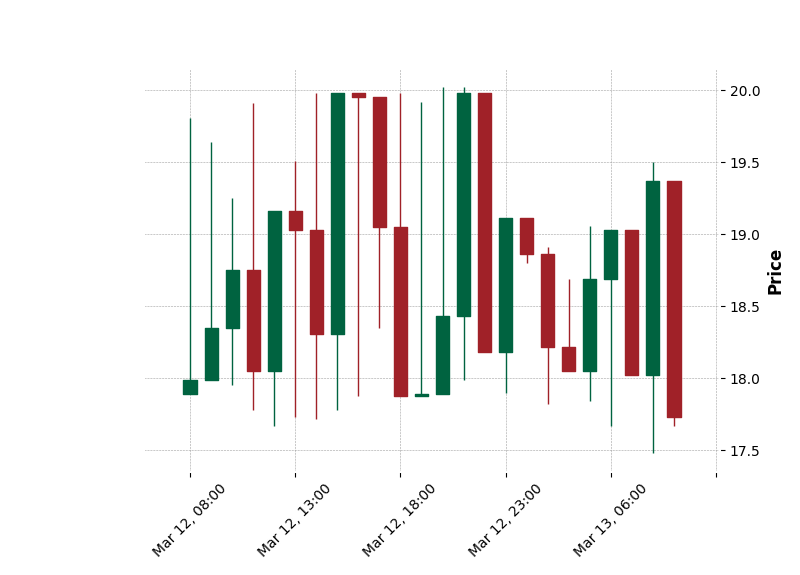 20.0
19.5
19.0
18.5
18.0
17.5
Price
Mar 12, 08:00
Mar 12, 13:00
Mar 12, 18:00
Mar 12, 23:00
Mar 13, 06:00